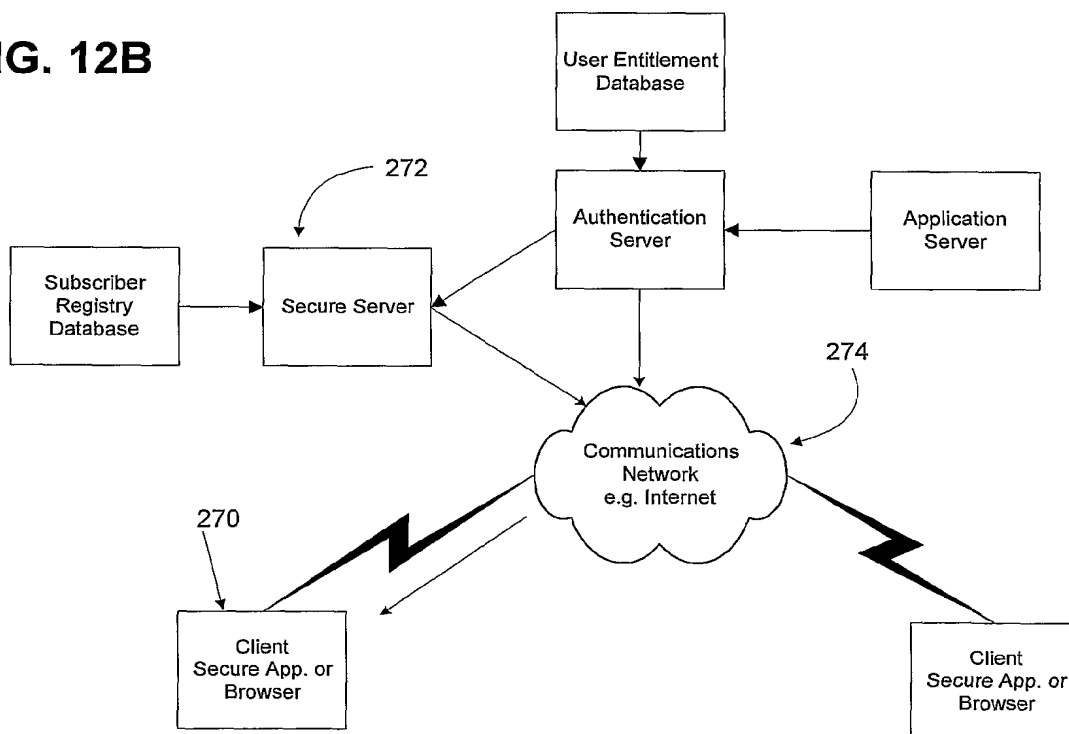 IG. 12B
User Entitlement
Database
272
Authentication
Server
Application
Server
Subscriber
Registry
Database
Secure Server
274
Communications
Network
e.g. Internet
270
Client
Secure App. or
Browser
Client
Secure App. or
Browser